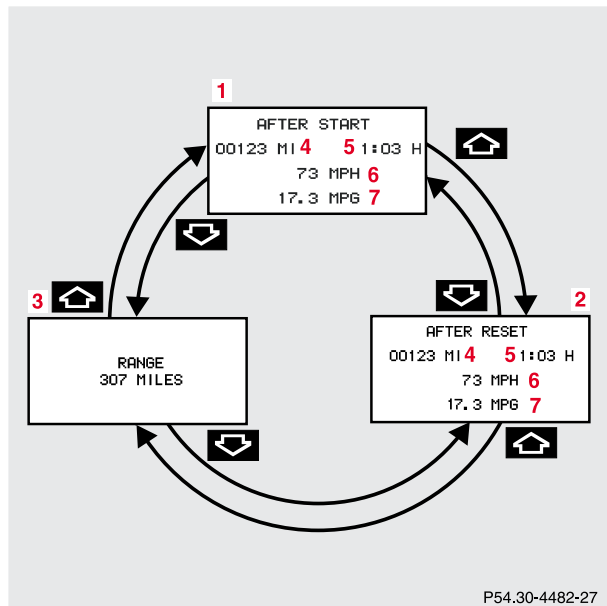 1
AFTER START
00123 MI 4 5 1:03 H
73 MPH 6
17.3 MPG 7
3
RANGE
307 MILES
2
AFTER RESET
00123 MI 4 5 1:03 H
73 MPH 6
17.3 MPG 7
P54.30-4482-27